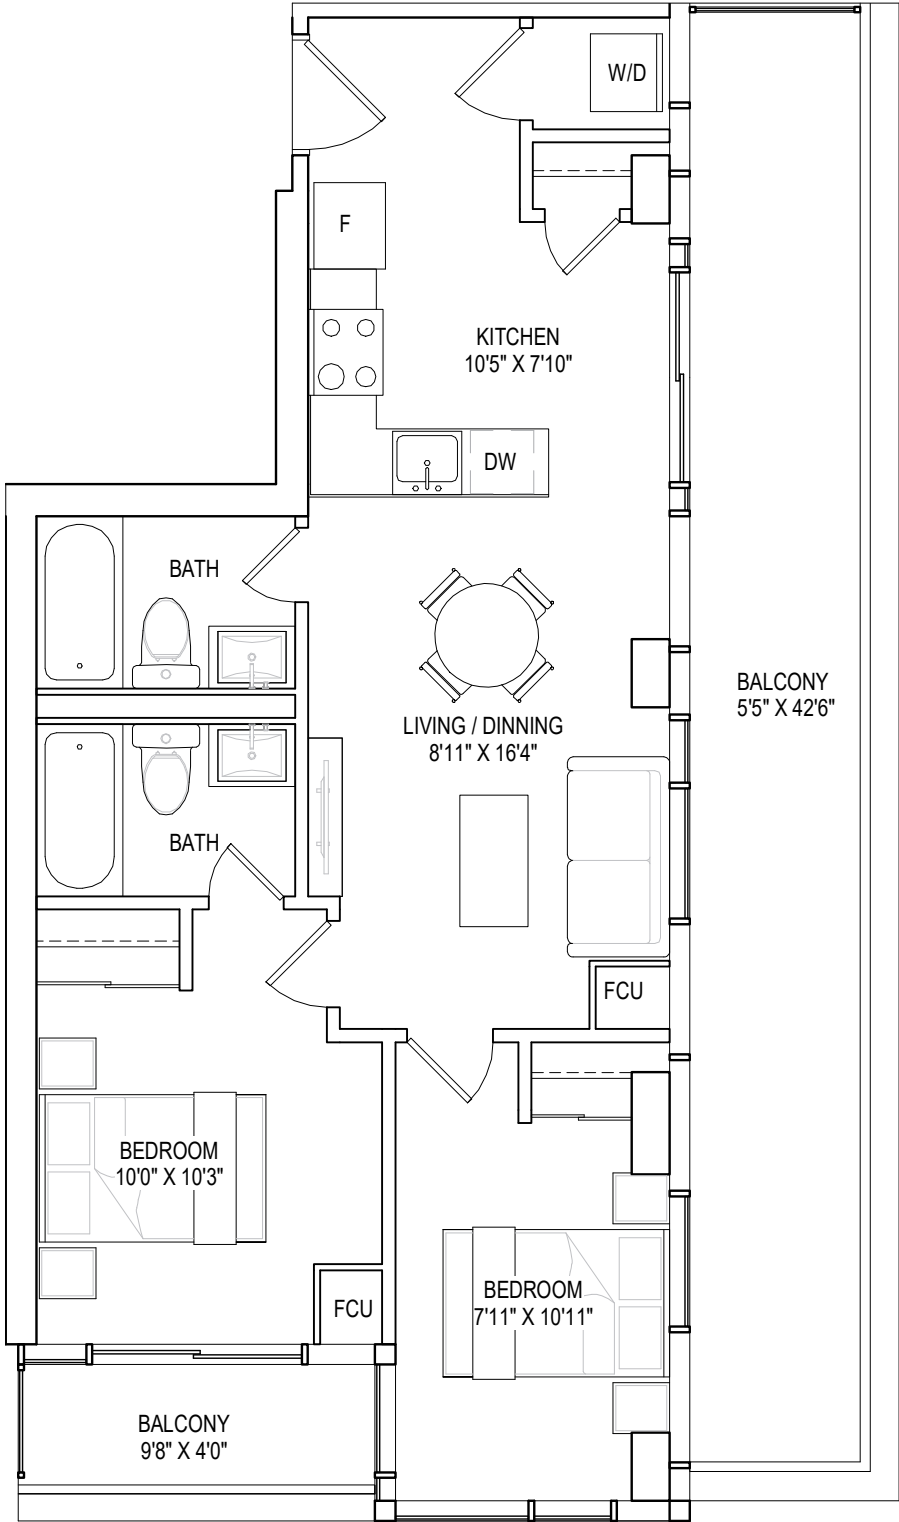 W/D
F
KITCHEN
10'5" X 7'10"
DW
BATH
BALCONY
5'5" X 42'6"
LIVING / DINNING
8'11" X 16'4"
BATH
FCU
BEDROOM
10'0" X 10'3"
BEDROOM
7'11" X 10'11"
FCU
BALCONY
9'8" X 4'0"